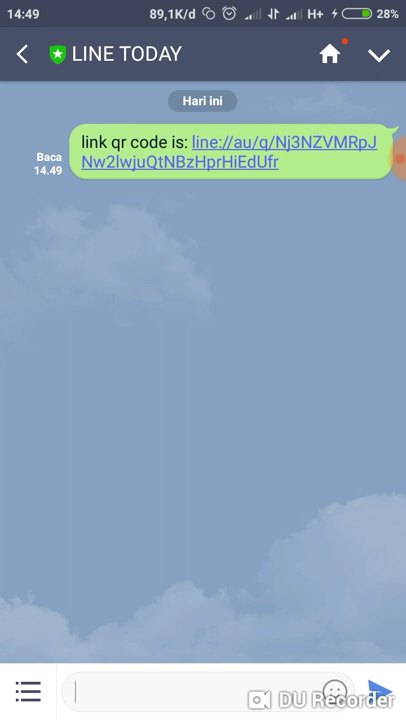 14:49 89,1K/d H+ 28%
LINE TODAY
Hari ini
link qr code is: line://au/q/Nj3NZVMRpJ
Nw2lwjuQtNBzHprHiEdUfr
Baca
14.49
DU Recorder